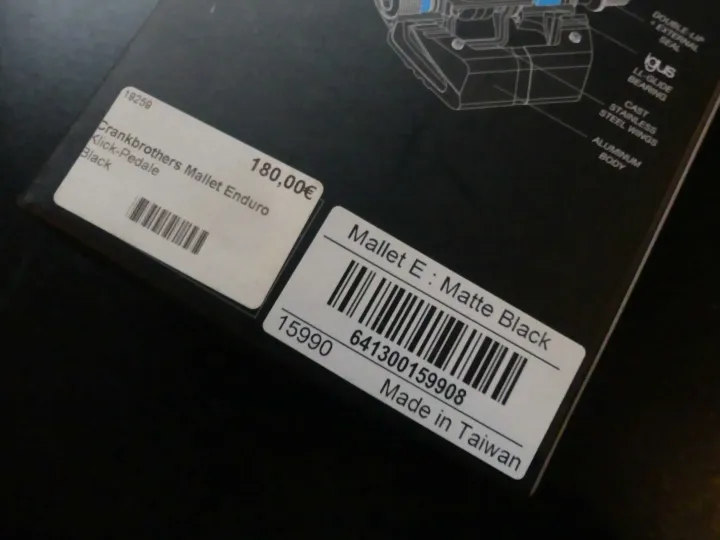 DOUBLE-LIP
+ EXTERNAL
SEAL
igus
LL-GLIDE
BEARING
CAST
STAINLESS
STEEL WINGS
ALUMINUM
BODY
19259
180,00€
Crankbrothers Mallet Enduro
Klick-Pedale
Black
Mallet E : Matte Black
641300159908
15990
Made in Taiwan